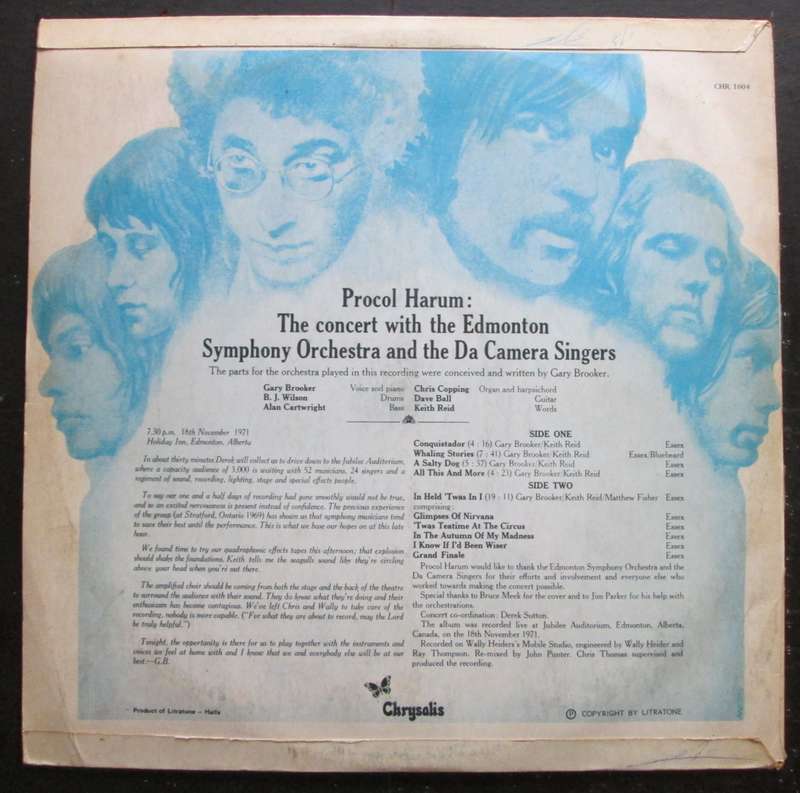 CHR 1004
Procol Harum:
The concert with the Edmonton
Symphony Orchestra and the Da Camera Singers
The parts for the orchestra played in this recording were conceived and written by Gary Brooker.
Gary Brooker Voice and piano Chris Copping Organ and harpsichord
B. J. Wilson Drums Dave Ball Guitar
Alan Cartwright Bass Keith Reid Words
7.30 p.m. 18th November 1971
Holiday Inn, Edmonton, Alberta
To about thirty minutes Derek will collect us to drive down to the Jubilee Auditorium,
where a capacity audience of 3,000 is waiting with 52 musicians, 24 singers and a
regiment of sound, recording, lighting, stage and special effects people.
To say our one and a half days of recording had gone smoothly would not be true,
and so an excited nervousness is present instead of confidence. The precious experience
of the group (at Stratford, Ontario 1969) has shown us that symphony musicians tend
to save their best until the performance. This is what we base our hopes on at this late
hour.
We found time to try our quadraphonic effects tapes this afternoon; that explosion
should shake the foundations. Keith tells me the seagulls sound like they're circling
above your head when you're out there.
The amplified choir should be coming from both the stage and the back of the theatre
to surround the audience with their sound. They do know what they're doing and their
enthusiasm has become contagious. We've left Chris and Wally to take care of the
recording, nobody is more capable. ("For what they are about to record, may the Lord
be truly helpful.")
Tonight, the opportunity is there for us to play together with the instruments and
voices we feel at home with and I know that we and everybody else will be at our
best.—G.B.
SIDE ONE
Conquistador (4 : 16) Gary Brooker/Keith Reid Essex
Whaling Stories (7 : 41) Gary Brooker/Keith Reid Essex/Bluebeard
A Salty Dog (5 : 37) Gary Brooker/Keith Reid Essex
All This And More (4 : 23) Gary Brooker/Keith Reid Essex
SIDE TWO
In Held 'Twas In I (19 : 11) Gary Brooker/Keith Reid/Matthew Fisher Essex
comprising:
Glimpses Of Nirvana Essex
'Twas Teatime At The Circus Essex
In The Autumn Of My Madness Essex
I Know If I'd Been Wiser Essex
Grand Finale Essex
Procol Harum would like to thank the Edmonton Symphony Orchestra and the
Da Camera Singers for their efforts and involvement and everyone else who
worked towards making the concert possible.
Special thanks to Bruce Meek for the cover and to Jim Parker for his help with
the orchestrations.
Concert co-ordination: Derek Sutton.
The album was recorded live at Jubilee Auditorium, Edmonton, Alberta,
Canada, on the 18th November 1971.
Recorded on Wally Heider's Mobile Studio, engineered by Wally Heider and
Ray Thompson. Re-mixed by John Punter. Chris Thomas supervised and
produced the recording.
Chrysalis
Product of Litratone – Haifa
Ⓟ COPYRIGHT BY LITRATONE